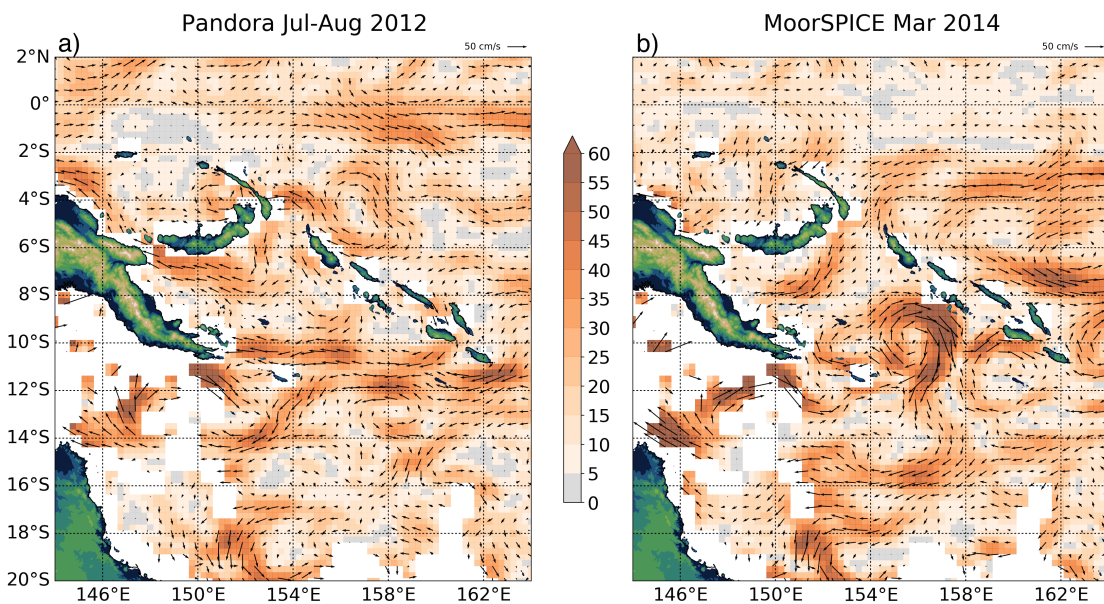 Pandora Jul-Aug 2012
MoorSPICE Mar 2014
a)
50 cm/s
b)
50 cm/s
2°N
0°
2°S
4°S
6°S
8°S
10°S
12°S
14°S
16°S
18°S
20°S
60
55
50
45
40
35
30
25
20
15
10
5
0
146°E 150°E 154°E 158°E 162°E
146°E 150°E 154°E 158°E 162°E